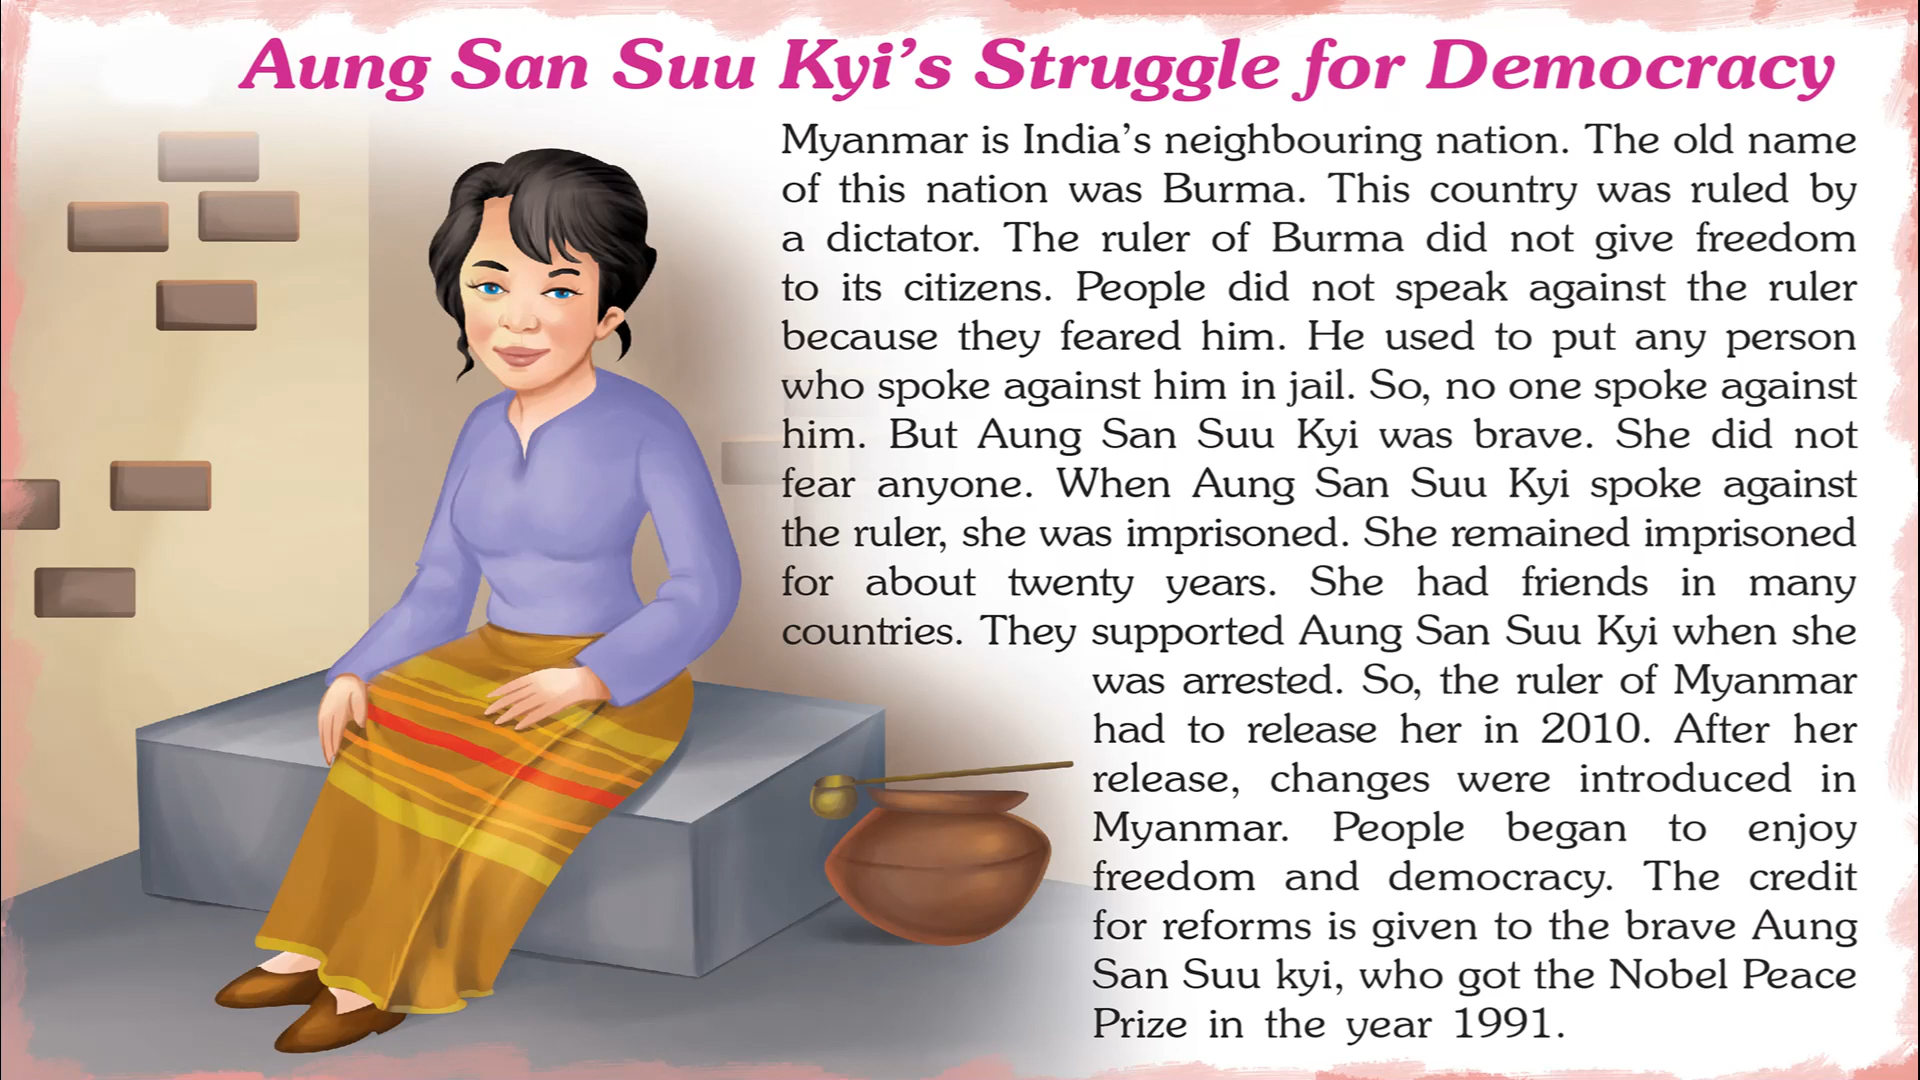 Aung San Suu Kyi’s Struggle for Democracy
Myanmar is India’s neighbouring nation. The old name
of this nation was Burma. This country was ruled by
a dictator. The ruler of Burma did not give freedom
to its citizens. People did not speak against the ruler
because they feared him. He used to put any person
who spoke against him in jail. So, no one spoke against
him. But Aung San Suu Kyi was brave. She did not
fear anyone. When Aung San Suu Kyi spoke against
the ruler, she was imprisoned. She remained imprisoned
for about twenty years. She had friends in many
countries. They supported Aung San Suu Kyi when she
was arrested. So, the ruler of Myanmar
had to release her in 2010. After her
release, changes were introduced in
Myanmar. People began to enjoy
freedom and democracy. The credit
for reforms is given to the brave Aung
San Suu kyi, who got the Nobel Peace
Prize in the year 1991.